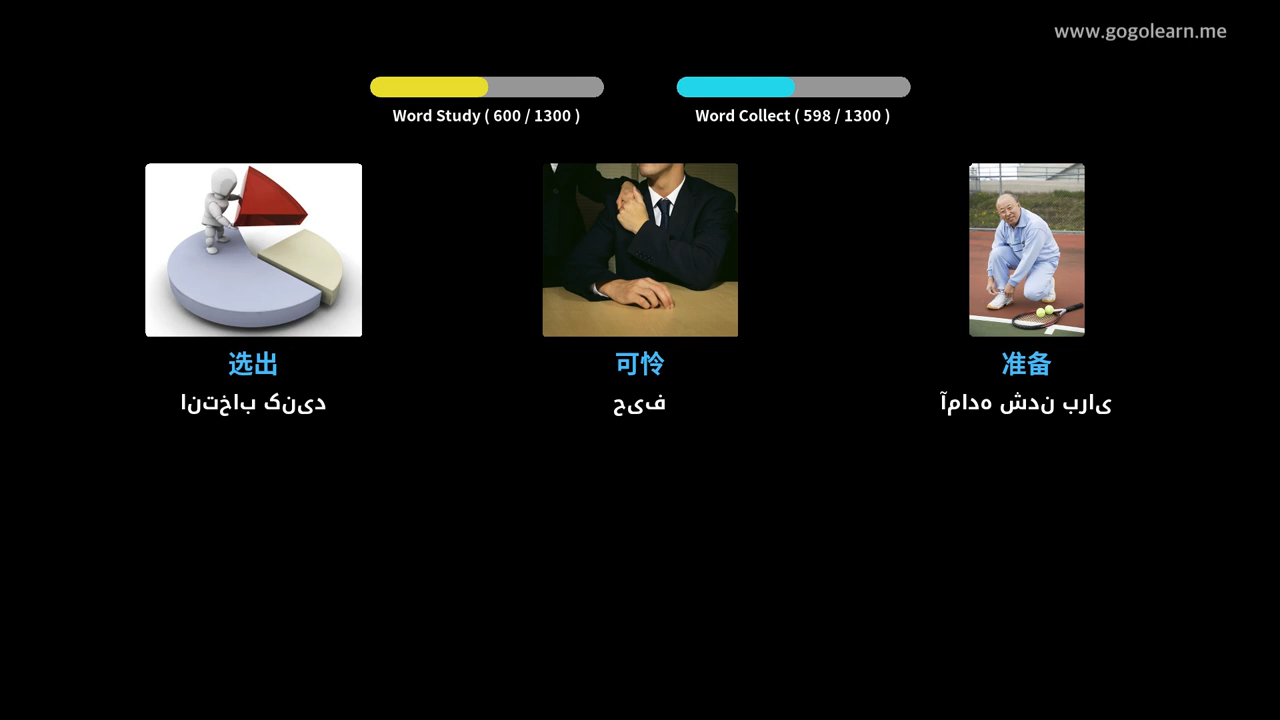 www.gogolearn.me
Word Study ( 600 / 1300 )
Word Collect ( 598 / 1300 )
选出
انتخاب کنید
可怜
حیف
准备
آماده شدن برای